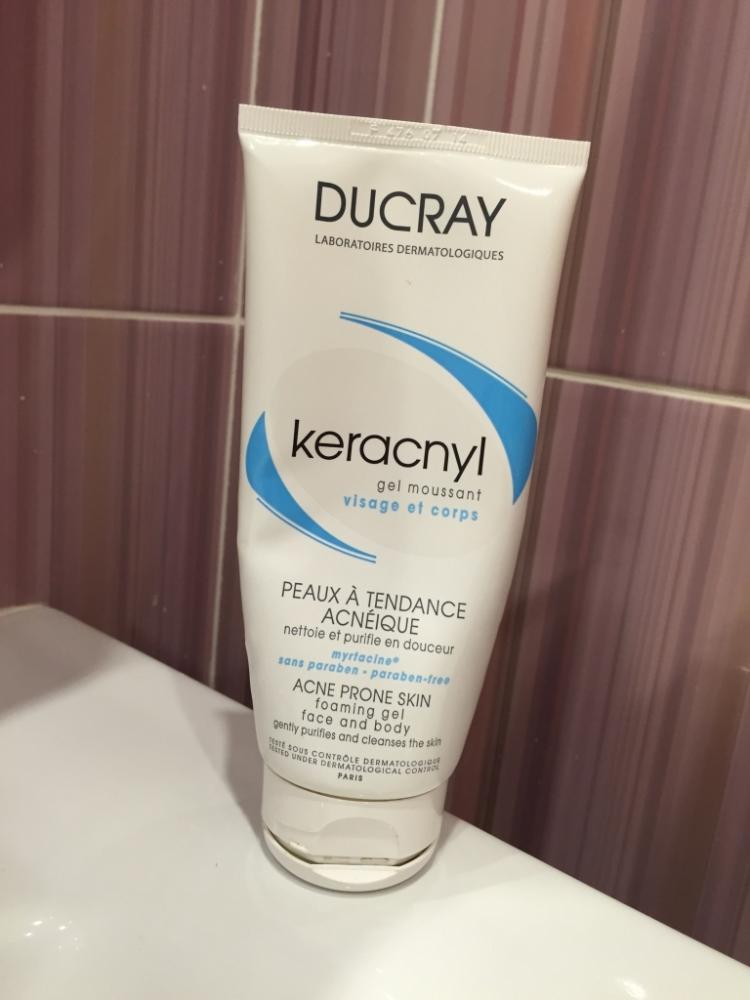 DUCRAY
LABORATOIRES DERMATOLOGIQUES
keracnyl
gel moussant
visage et corps
PEAUX À TENDANCE
ACNÉIQUE
nettoie et purifie en douceur
myrtacine®
sans paraben - paraben-free
ACNE PRONE SKIN
foaming gel
face and body
gently purifies and cleanses the skin
TESTÉ SOUS CONTRÔLE DERMATOLOGIQUE
TESTED UNDER DERMATOLOGICAL CONTROL
PARIS